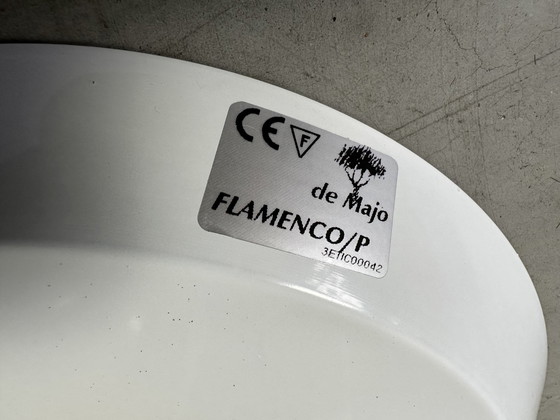 CE F
de Majo
FLAMENCO/P
3ETIC00042